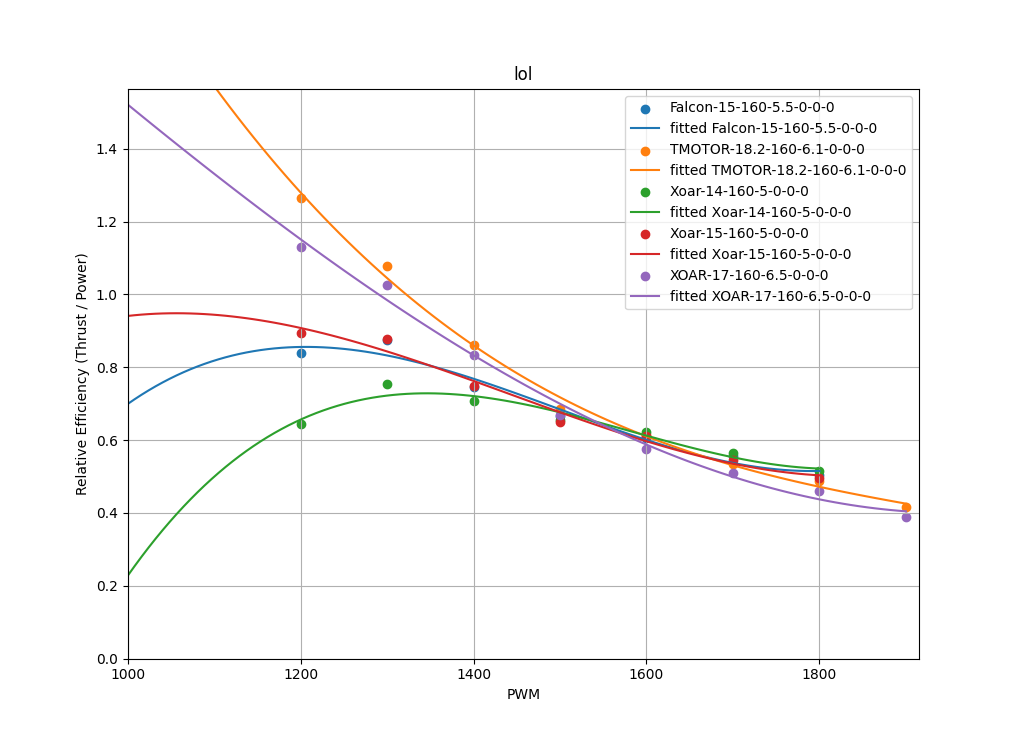 lol
Relative Efficiency (Thrust / Power)
1.4
1.2
1.0
0.8
0.6
0.4
0.2
0.0
Falcon-15-160-5.5-0-0-0
fitted Falcon-15-160-5.5-0-0-0
TMOTOR-18.2-160-6.1-0-0-0
fitted TMOTOR-18.2-160-6.1-0-0-0
Xoar-14-160-5-0-0-0
fitted Xoar-14-160-5-0-0-0
Xoar-15-160-5-0-0-0
fitted Xoar-15-160-5-0-0-0
XOAR-17-160-6.5-0-0-0
fitted XOAR-17-160-6.5-0-0-0
1000 1200 1400 1600 1800
PWM